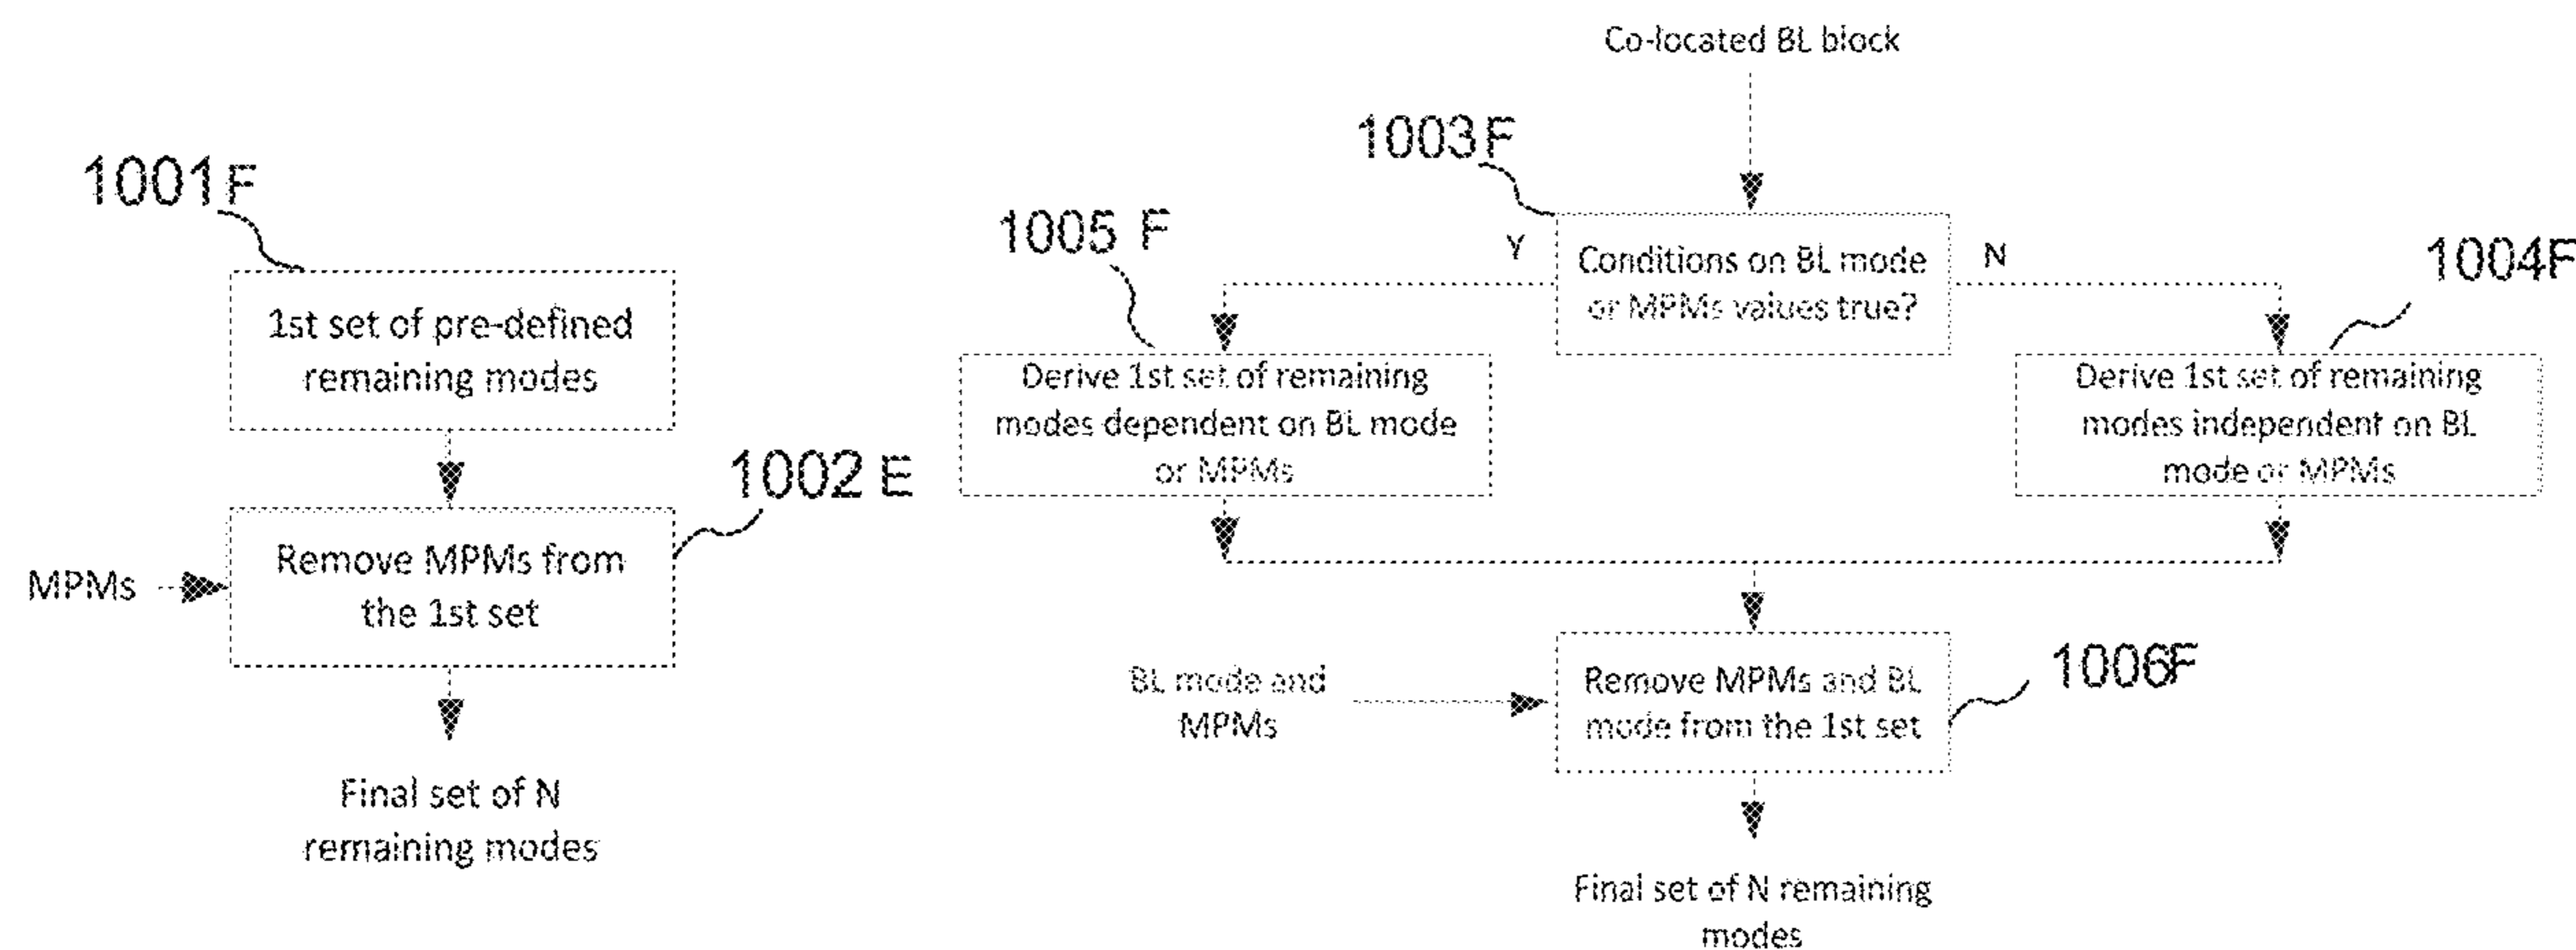 1001 F
1st set of pre-defined
remaining modes
1002 E
MPMs
Remove MPMs from
the 1st set
Final set of N
remaining modes
Co-located BL block
1003 F
1005 F
Y
Conditions on BL mode
or MPMs values true?
N
1004F
Derive 1st set of remaining
modes dependent on BL mode
or MPMs
Derive 1st set of remaining
modes independent on BL
mode or MPMs
BL mode and
MPMs
Remove MPMs and BL
mode from the 1st set
1006F
Final set of N remaining
modes